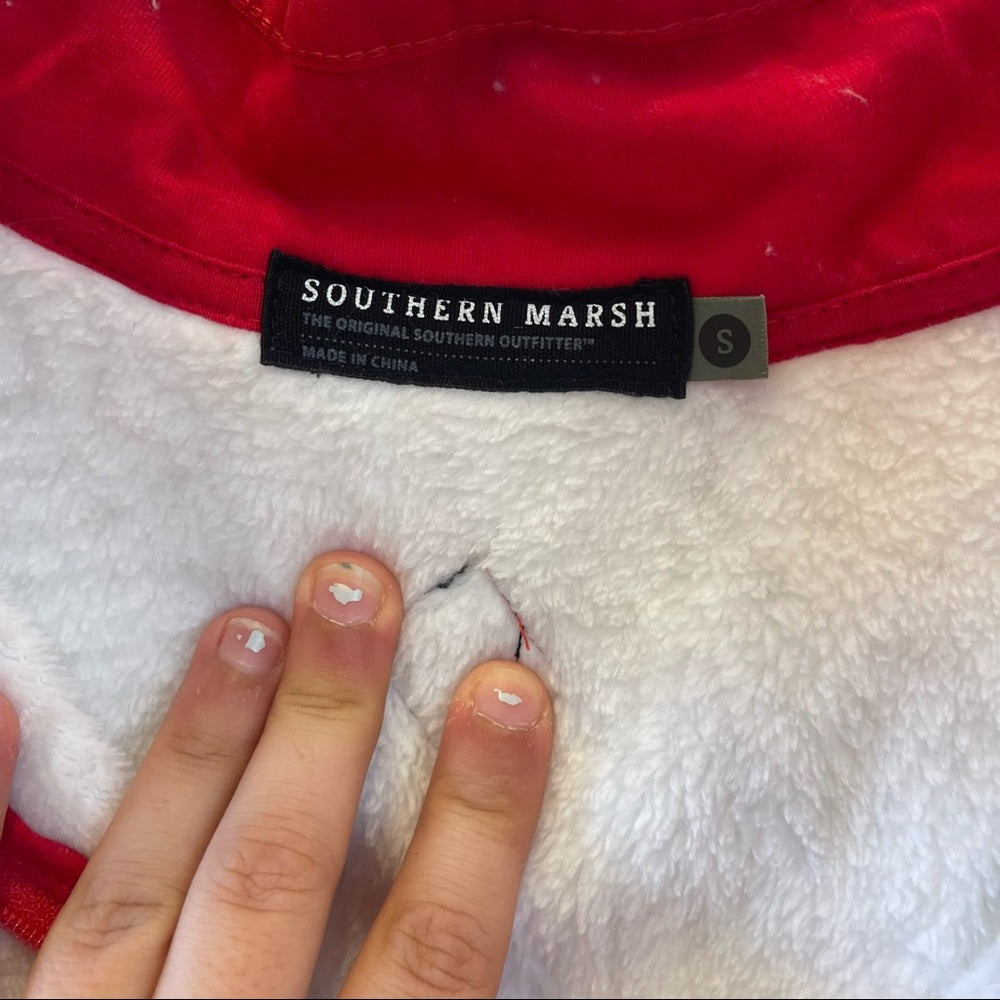 SOUTHERN MARSH
THE ORIGINAL SOUTHERN OUTFITTER™
MADE IN CHINA
S